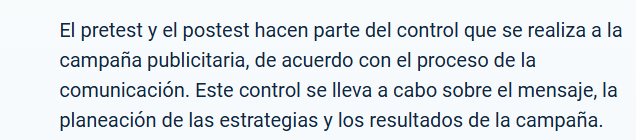 El pretest y el postest hacen parte del control que se realiza a la
campaña publicitaria, de acuerdo con el proceso de la
comunicación. Este control se lleva a cabo sobre el mensaje, la
planeación de las estrategias y los resultados de la campaña.